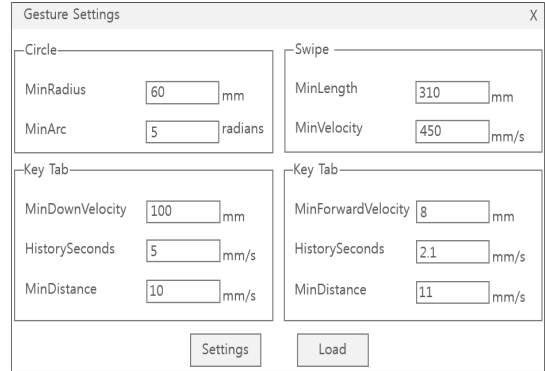 Gesture Settings X
Circle
MinRadius 60 mm
MinArc 5 radians
Swipe
MinLength 310 mm
MinVelocity 450 mm/s
Key Tab
MinDownVelocity 100 mm
HistorySeconds 5 mm/s
MinDistance 10 mm/s
Key Tab
MinForwardVelocity 8 mm
HistorySeconds 2.1 mm/s
MinDistance 11 mm/s
Settings Load